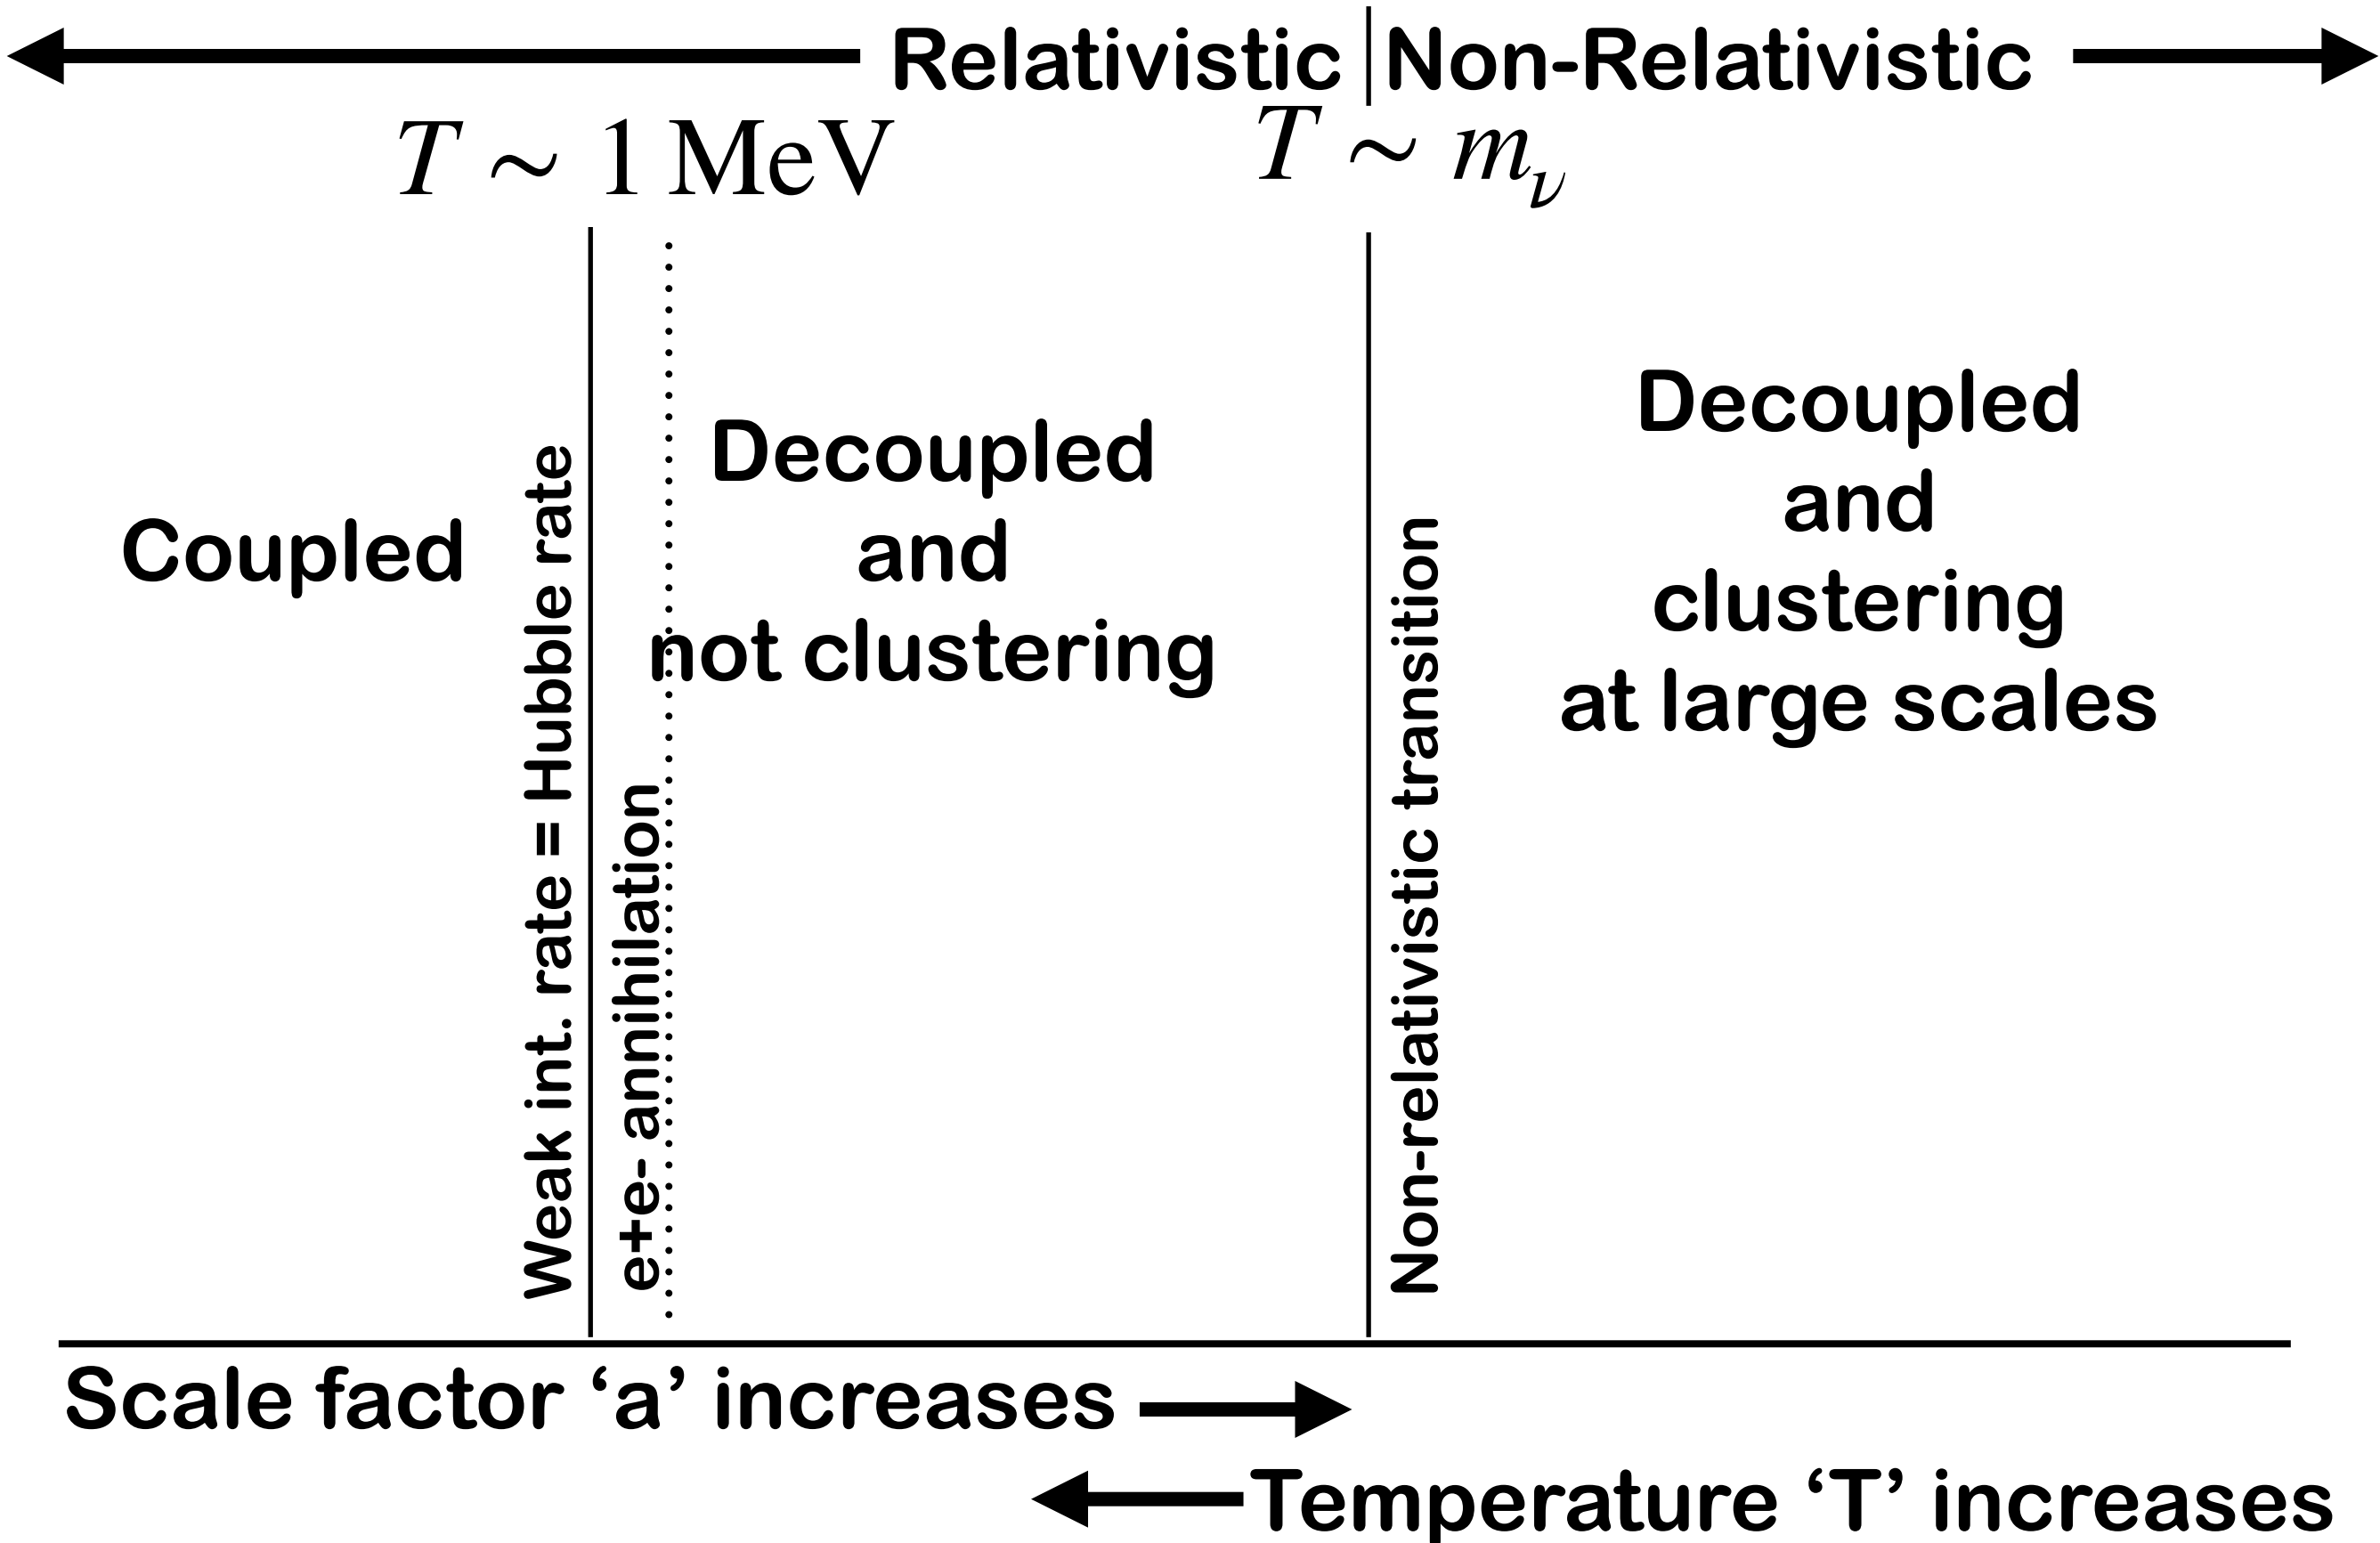 Relativistic
Non-Relativistic
T ∼ 1 MeV
T ∼ m_ν
Coupled
Weak int. rate = Hubble rate
e+e- annihilation
Decoupled
and
not clustering
Non-relativistic transition
Decoupled
and
clustering
at large scales
Scale factor ‘a’ increases
Temperature ‘T’ increases